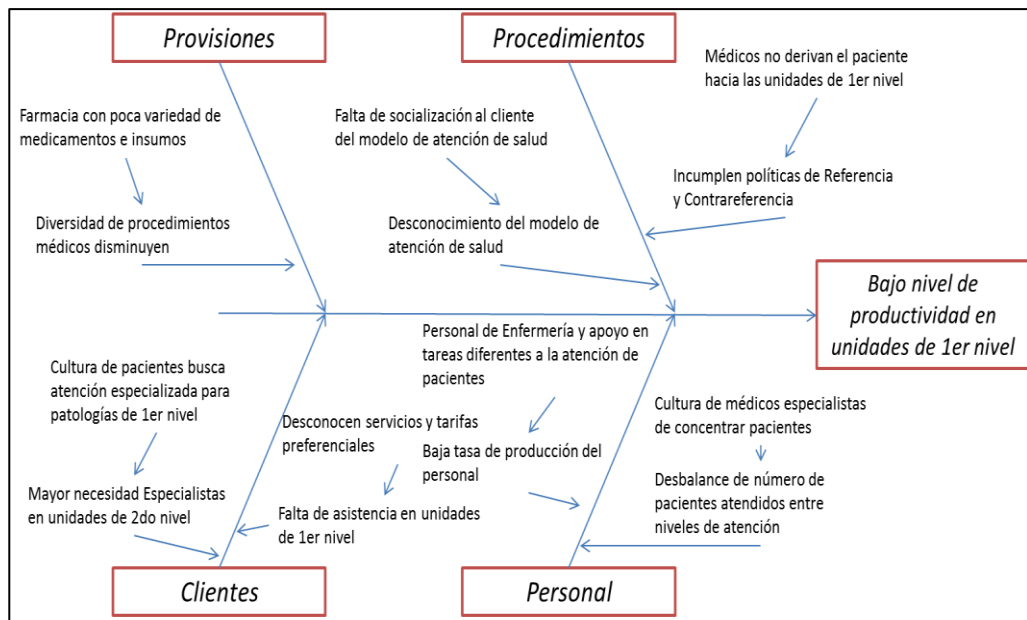 Provisiones
Procedimientos
Médicos no derivan el paciente
hacia las unidades de 1er nivel
Farmacia con poca variedad de
medicamentos e insumos
Falta de socialización al cliente
del modelo de atención de salud
Incumplen políticas de Referencia
y Contrareferencia
Diversidad de procedimientos
médicos disminuyen
Desconocimiento del modelo de
atención de salud
Bajo nivel de
productividad en
unidades de 1er nivel
Personal de Enfermería y apoyo en
tareas diferentes a la atención de
pacientes
Cultura de pacientes busca
atención especializada para
patologías de 1er nivel
Desconocen servicios y tarifas
preferenciales
Cultura de médicos especialistas
de concentrar pacientes
Baja tasa de producción del
personal
Mayor necesidad Especialistas
en unidades de 2do nivel
Falta de asistencia en unidades
de 1er nivel
Desbalance de número de
pacientes atendidos entre
niveles de atención
Clientes
Personal